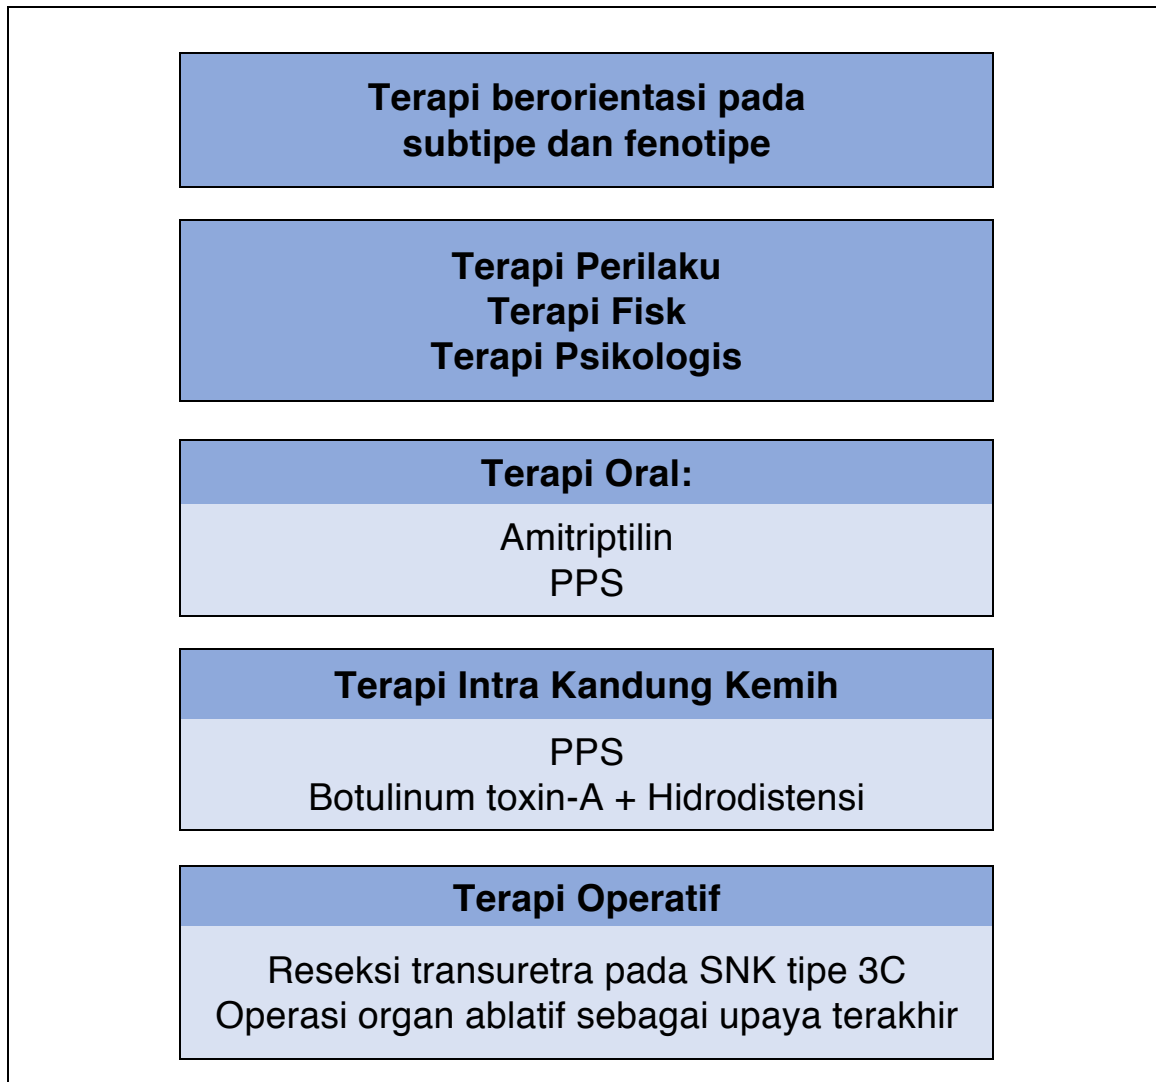 Terapi berorientasi pada
subtipe dan fenotipe
Terapi Perilaku
Terapi Fisk
Terapi Psikologis
Terapi Oral:
Amitriptilin
PPS
Terapi Intra Kandung Kemih
PPS
Botulinum toxin-A + Hidrodistensi
Terapi Operatif
Reseksi transuretra pada SNK tipe 3C
Operasi organ ablatif sebagai upaya terakhir